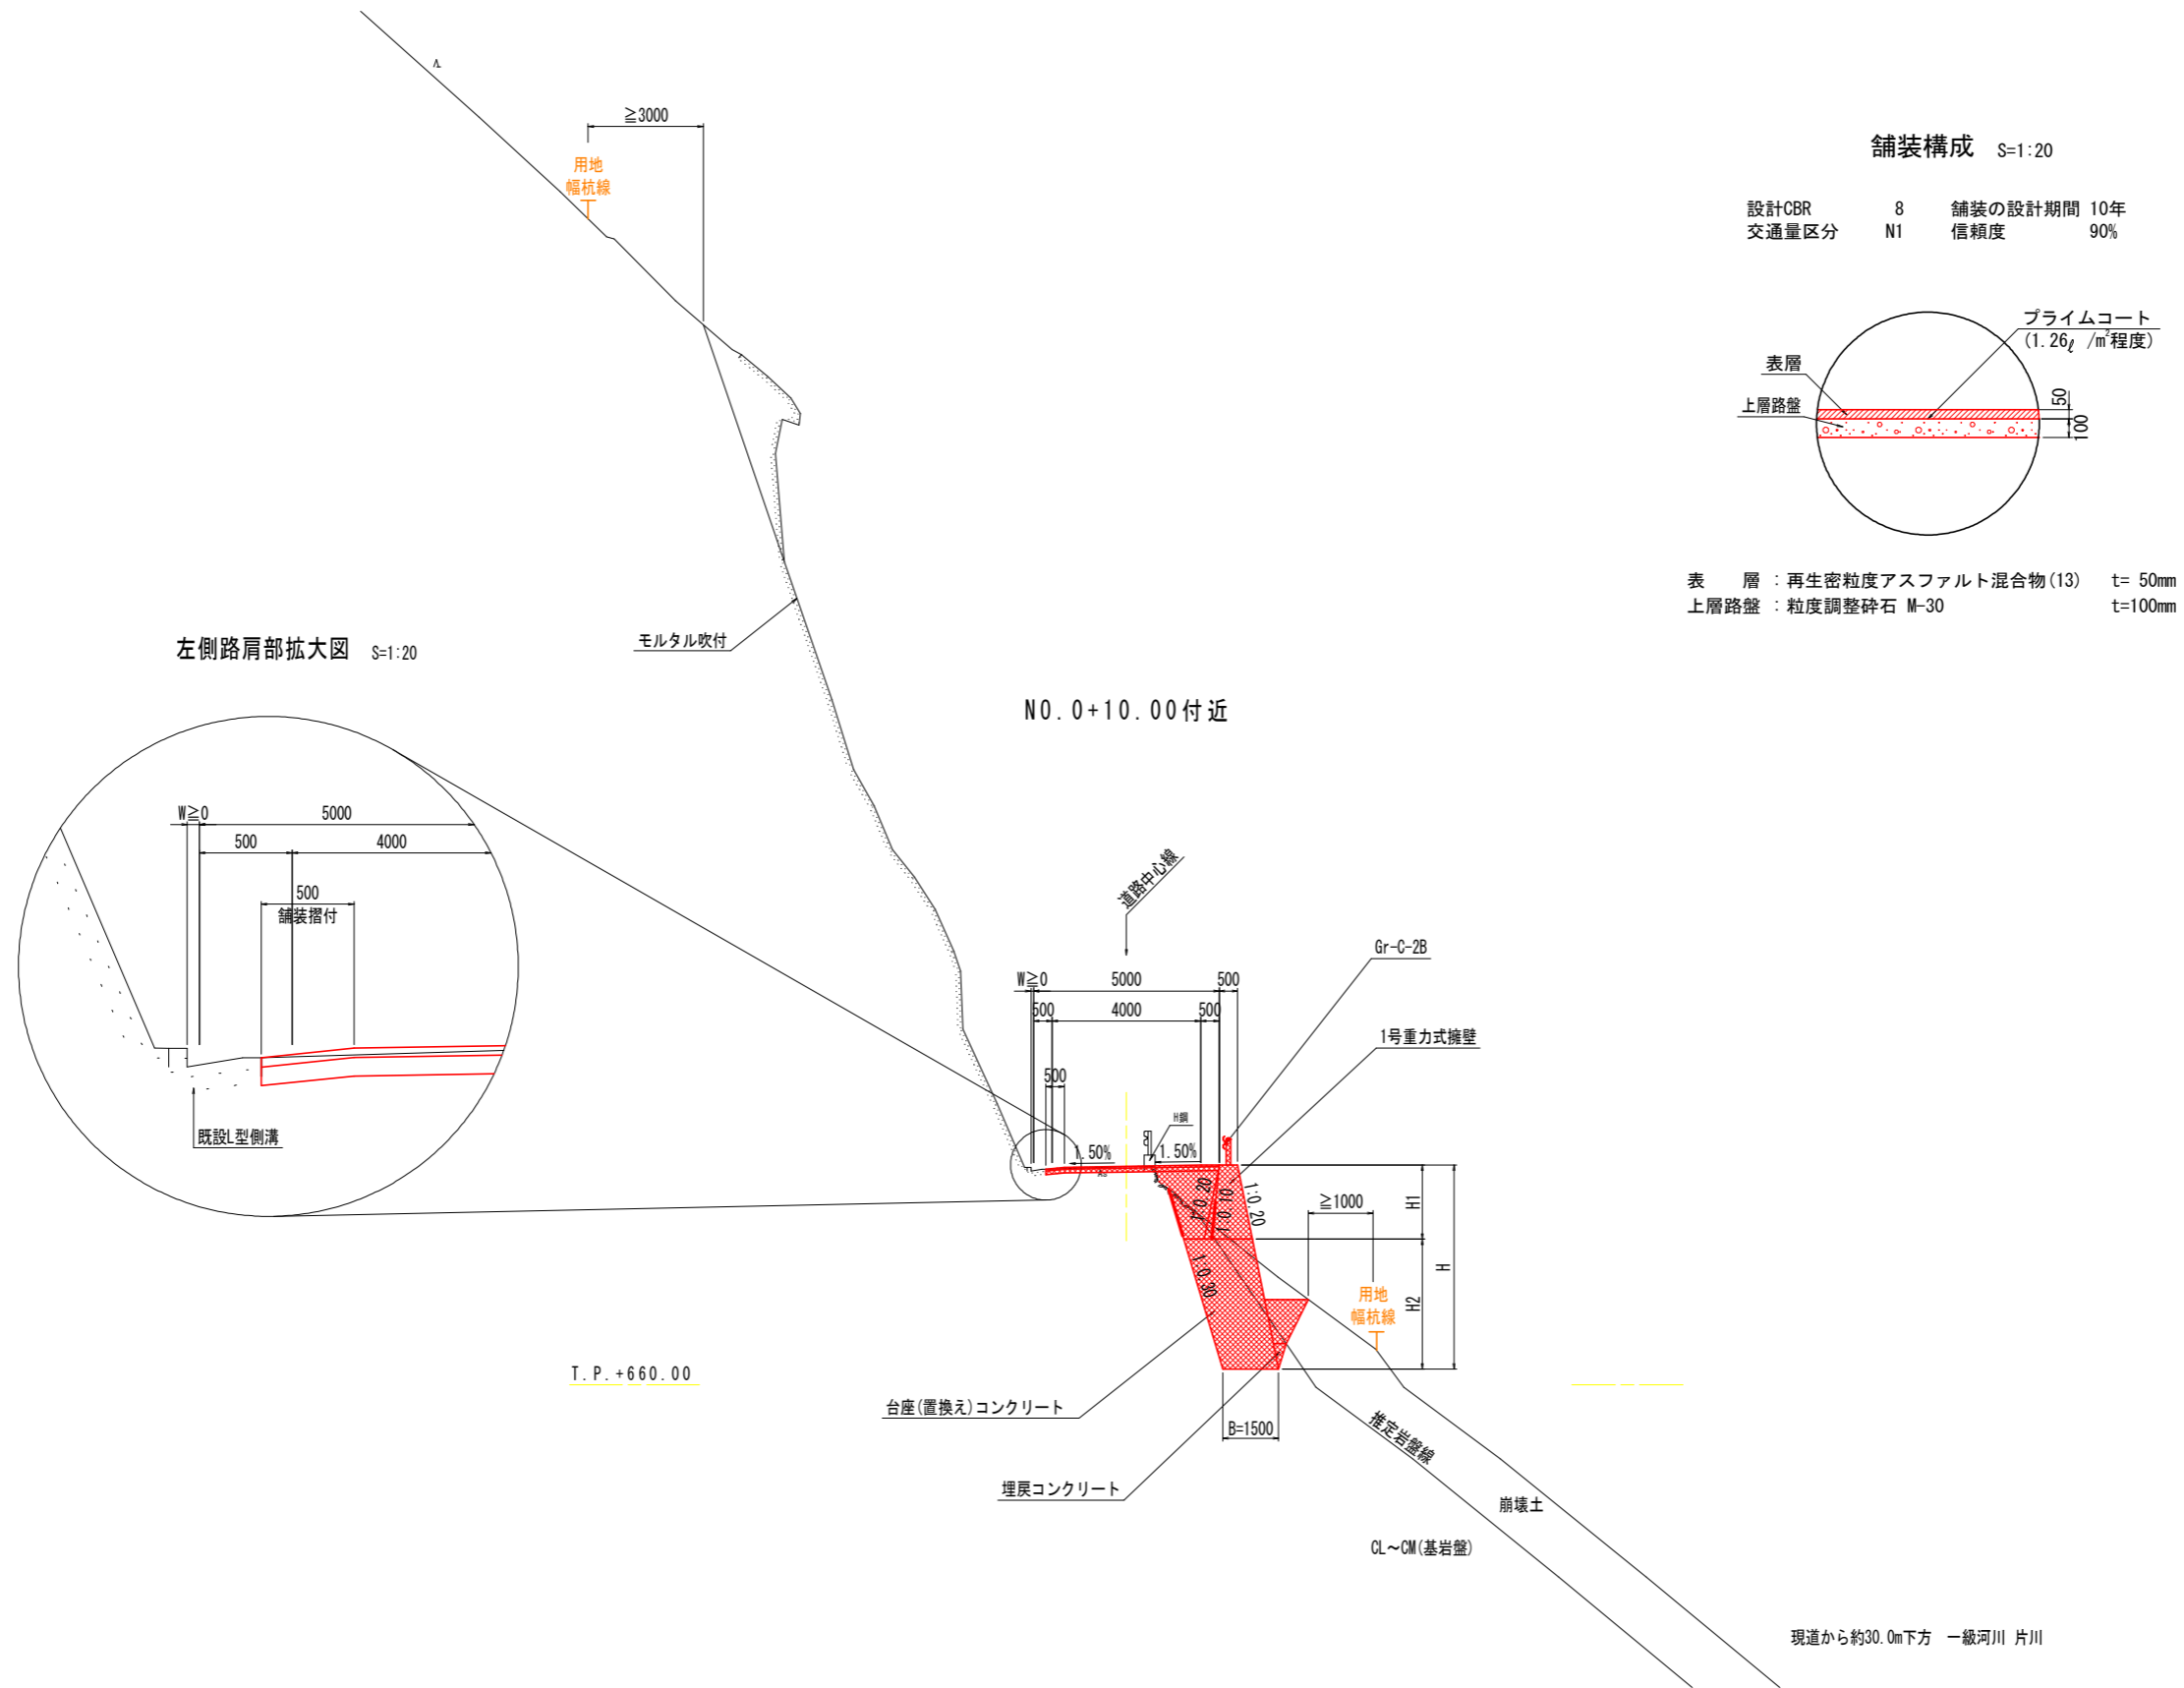 ≧3000
用地
幅杭線
舗装構成 S=1:20
設計CBR 8 舗装の設計期間 10年
交通量区分 N1 信頼度 90%
プライムコート
(1.26ℓ /m²程度)
表層
上層路盤
50
100
表 層 : 再生密粒度アスファルト混合物(13) t= 50mm
上層路盤 : 粒度調整砕石 M-30 t=100mm
モルタル吹付
左側路肩部拡大図 S=1:20
NO.0+10.00付近
W≧0 5000
500 4000
500
舗装摺付
既設L型側溝
道路中心線
Gr-C-2B
W≧0 5000 500
500 4000 500
1号重力式擁壁
500
H鋼
1.50% 1.50%
1:0.20
1:0.10
1:0.20
≧1000
H1
H
H2
1:0.30
用地
幅杭線
T.P.+660.00
台座(置換え)コンクリート
B=1500
推定岩盤線
埋戻コンクリート
崩壊土
CL～CM(基岩盤)
現道から約30.0m下方 一級河川 片川